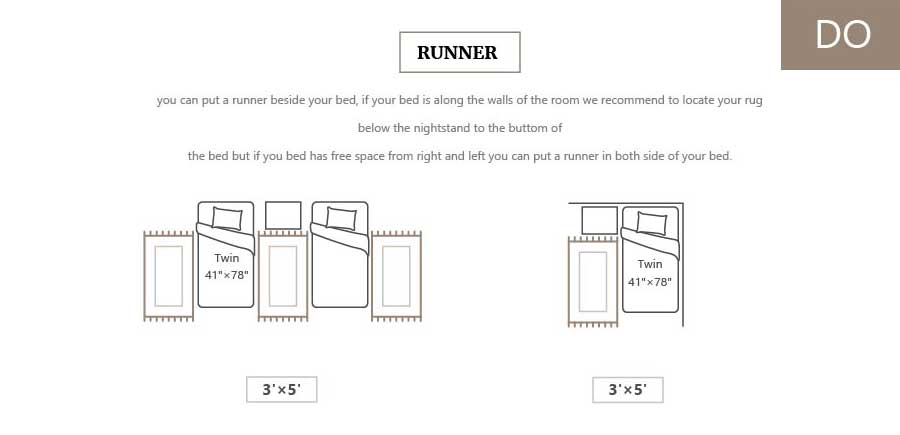 DO
RUNNER
you can put a runner beside your bed, if your bed is along the walls of the room we recommend to locate your rug
below the nightstand to the buttom of
the bed but if you bed has free space from right and left you can put a runner in both side of your bed.
Twin
41"×78"
Twin
41"×78"
3'×5'
3'×5'